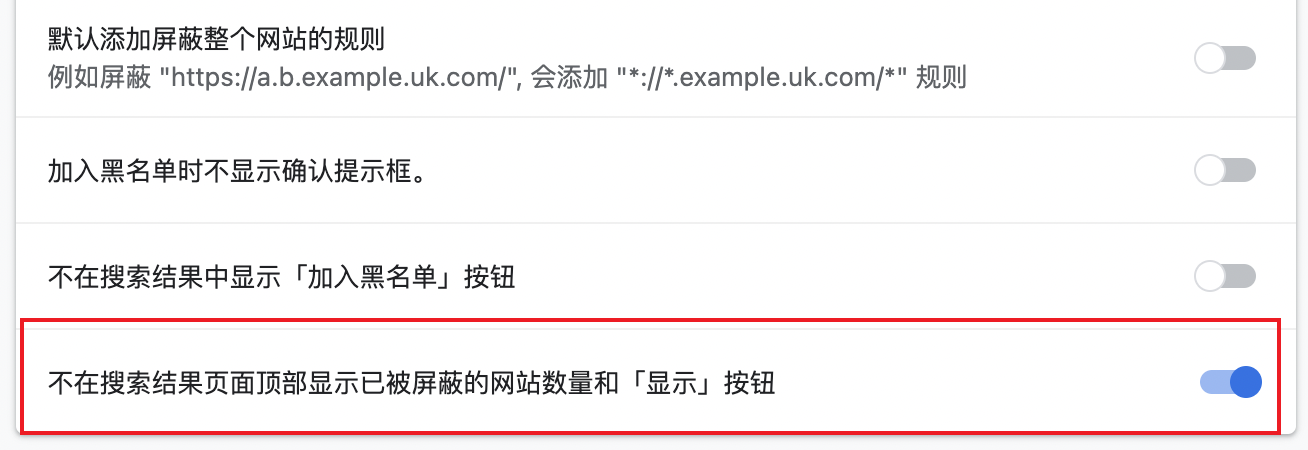 默认添加屏蔽整个网站的规则
例如屏蔽 "https://a.b.example.uk.com/", 会添加 "*://*.example.uk.com/*" 规则
加入黑名单时不显示确认提示框。
不在搜索结果中显示「加入黑名单」按钮
不在搜索结果页面顶部显示已被屏蔽的网站数量和「显示」按钮